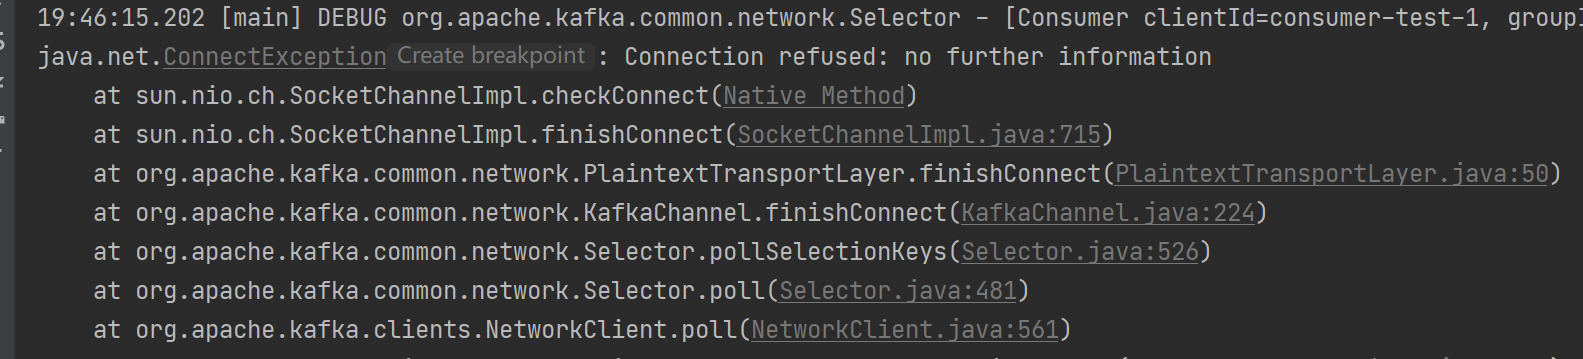 19:46:15.202 [main] DEBUG org.apache.kafka.common.network.Selector - [Consumer clientId=consumer-test-1, groupI
java.net.ConnectException Create breakpoint : Connection refused: no further information
at sun.nio.ch.SocketChannelImpl.checkConnect(Native Method)
at sun.nio.ch.SocketChannelImpl.finishConnect(SocketChannelImpl.java:715)
at org.apache.kafka.common.network.PlaintextTransportLayer.finishConnect(PlaintextTransportLayer.java:50)
at org.apache.kafka.common.network.KafkaChannel.finishConnect(KafkaChannel.java:224)
at org.apache.kafka.common.network.Selector.pollSelectionKeys(Selector.java:526)
at org.apache.kafka.common.network.Selector.poll(Selector.java:481)
at org.apache.kafka.clients.NetworkClient.poll(NetworkClient.java:561)